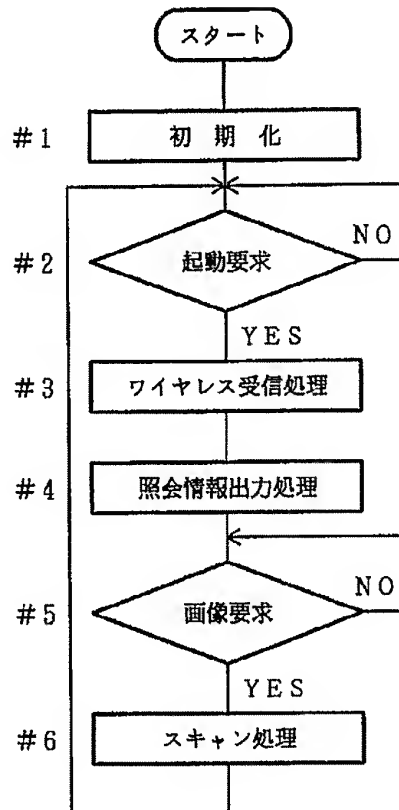 スタート
#1 初期化
#2 起動要求 NO
YES
#3 ワイヤレス受信処理
#4 照会情報出力処理
#5 画像要求 NO
YES
#6 スキャン処理